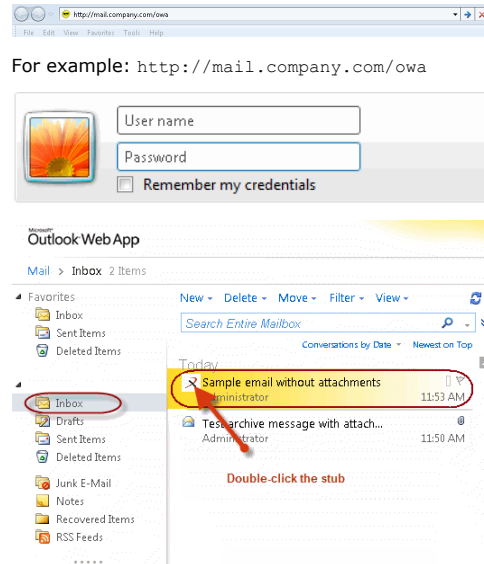 http://mail.company.com/owa
File Edit View Favorites Tools Help
For example: http://mail.company.com/owa
User name
Password
Remember my credentials
Microsoft®
Outlook Web App
Mail > Inbox 2 Items
Favorites
Inbox
Sent Items
Deleted Items
Inbox
Drafts
Sent Items
Deleted Items
Junk E-Mail
Notes
Recovered Items
RSS Feeds
New Delete Move Filter View
Search Entire Mailbox
Conversations by Date Newest on Top
Today
Sample email without attachments
Administrator 11:53 AM
Test archive message with attach...
Administrator 11:50 AM
Double-click the stub